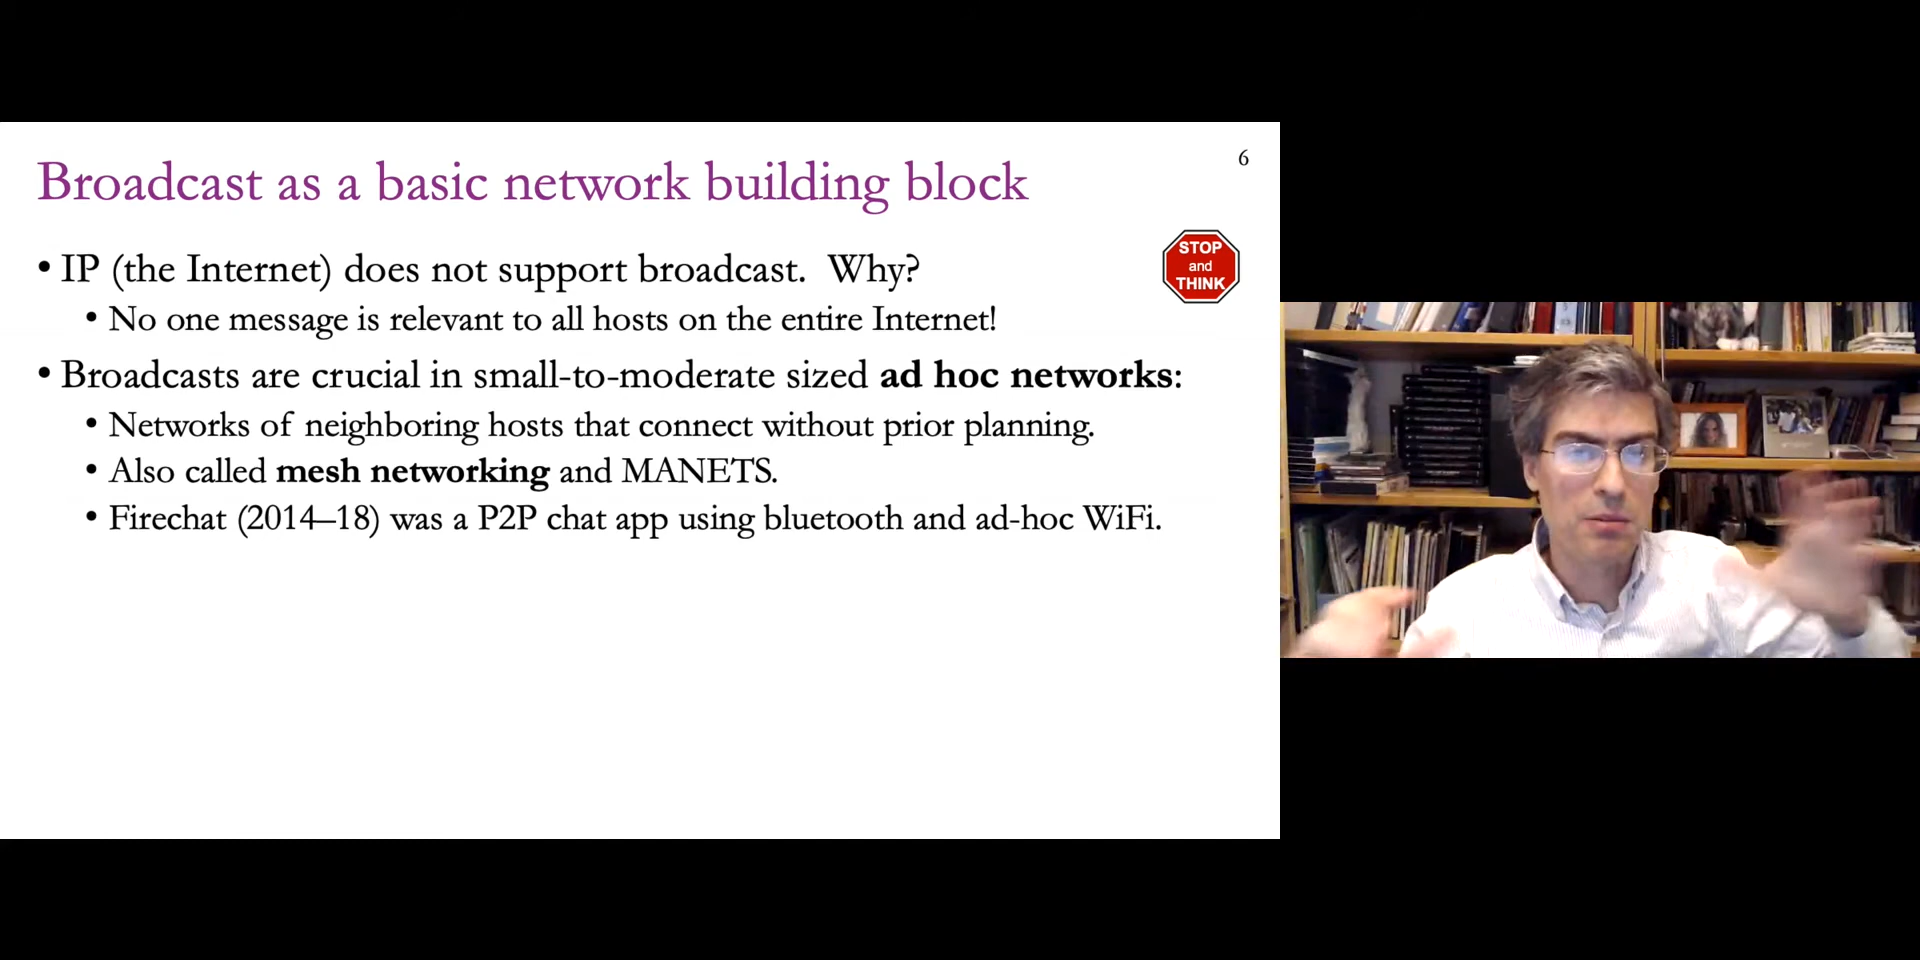 6
Broadcast as a basic network building block
• IP (the Internet) does not support broadcast.  Why?
STOP
and
THINK
• No one message is relevant to all hosts on the entire Internet!
• Broadcasts are crucial in small-to-moderate sized ad hoc networks:
• Networks of neighboring hosts that connect without prior planning.
• Also called mesh networking and MANETS.
• Firechat (2014–18) was a P2P chat app using bluetooth and ad-hoc WiFi.